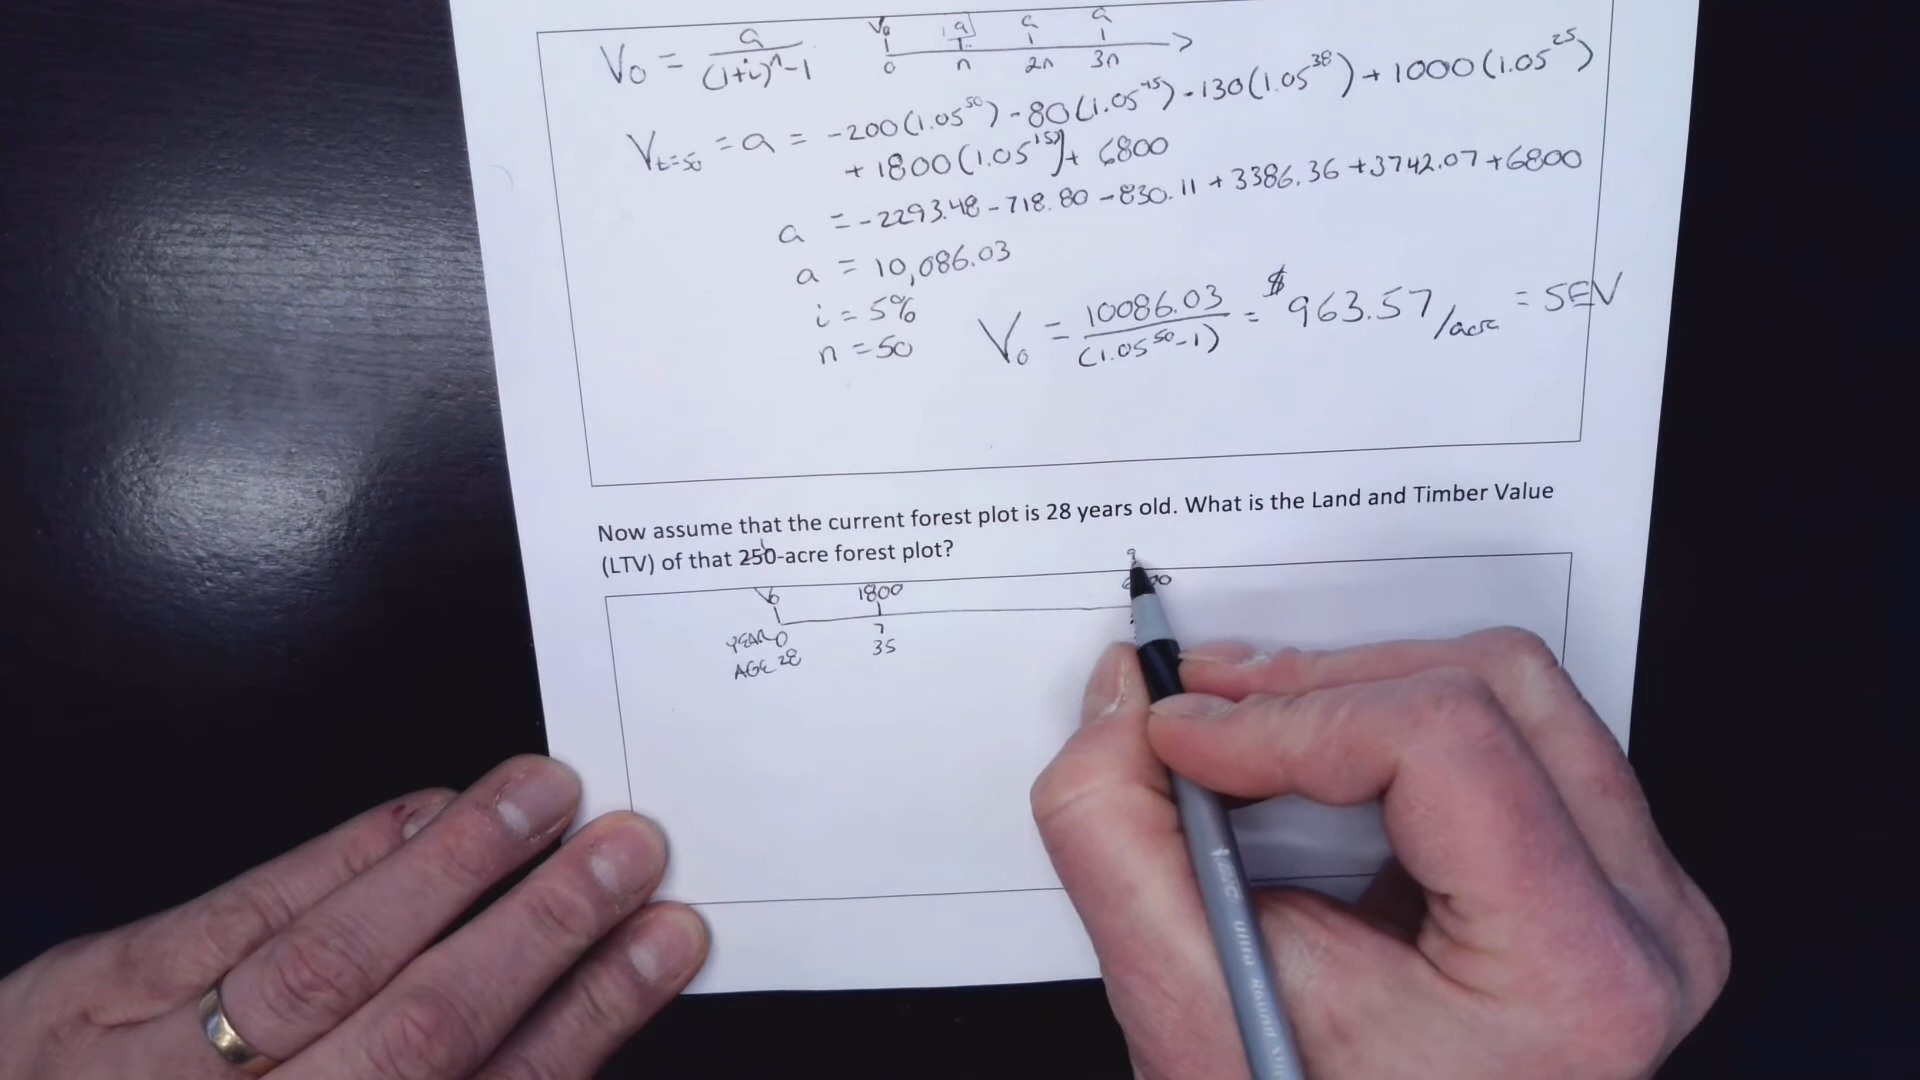 V0 = a / (1+i)^n - 1
V0 a a a
0 n 2n 3n
Vt=50 = a = -200(1.05^50) - 80(1.05^45) - 130(1.05^38) + 1000(1.05^25)
+ 1800(1.05^15) + 6800
a = -2293.48 - 718.80 - 830.11 + 3386.36 + 3742.07 + 6800
a = 10,086.03
i = 5%
n = 50
V0 = 10086.03 / (1.05^50 - 1) = $963.57/acre = SEV
Now assume that the current forest plot is 28 years old. What is the Land and Timber Value
(LTV) of that 250-acre forest plot?
V0 1800
YEAR 0 7
AGE 28 35